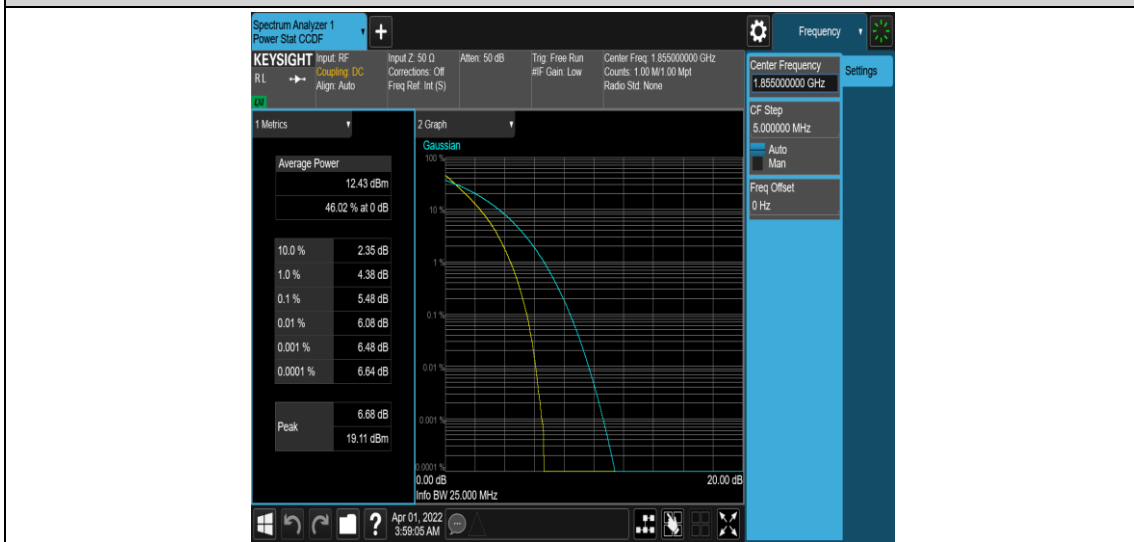 Spectrum Analyzer 1
Power Stat CCDF
+
Frequency
KEYSIGHT
RL
LXI
Input: RF
Coupling: DC
Align: Auto
Input Z: 50 Ω
Corrections: Off
Freq Ref: Int (S)
Atten: 50 dB
Trig: Free Run
#IF Gain: Low
Center Freq: 1.855000000 GHz
Counts: 1.00 M/1.00 Mpt
Radio Std: None
Center Frequency
1.855000000 GHz
Settings
CF Step
5.000000 MHz
Auto
Man
Freq Offset
0 Hz
1 Metrics
Average Power
12.43 dBm
46.02 % at 0 dB
10.0 % 2.35 dB
1.0 % 4.38 dB
0.1 % 5.48 dB
0.01 % 6.08 dB
0.001 % 6.48 dB
0.0001 % 6.64 dB
Peak
6.68 dB
19.11 dBm
2 Graph
Gaussian
100 %
10 %
1 %
0.1 %
0.01 %
0.001 %
0.0001 %
0.00 dB 20.00 dB
Info BW 25.000 MHz
?
Apr 01, 2022
3:59:05 AM